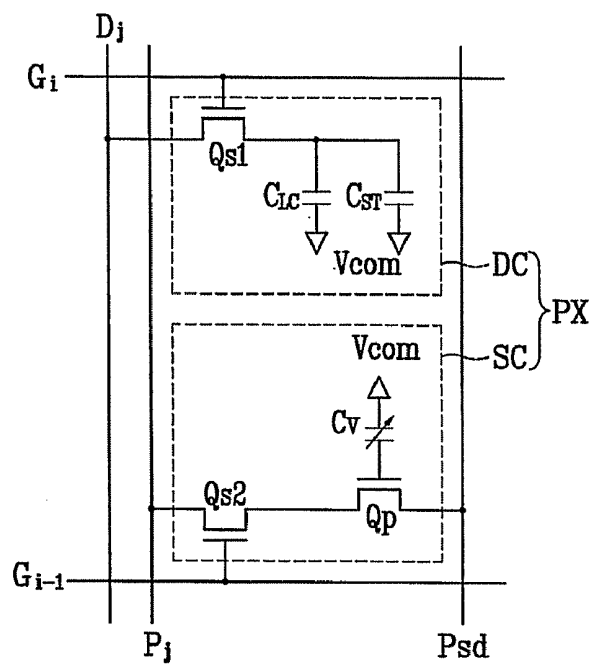 Dj
Gi
Qs1
CLC
CST
Vcom
DC
PX
SC
Vcom
Cv
Qs2
Qp
Gi-1
Pj
Psd